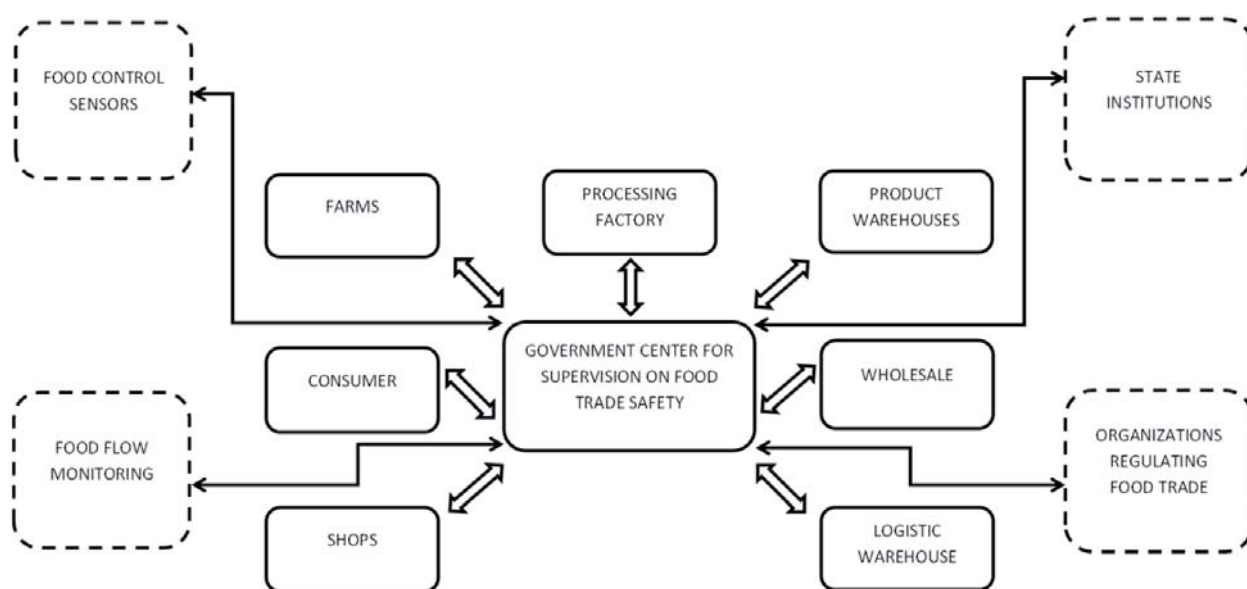 FOOD CONTROL
SENSORS
STATE
INSTITUTIONS
FARMS
PROCESSING
FACTORY
PRODUCT
WAREHOUSES
GOVERNMENT CENTER FOR
SUPERVISION ON FOOD
TRADE SAFETY
CONSUMER
WHOLESALE
FOOD FLOW
MONITORING
ORGANIZATIONS
REGULATING
FOOD TRADE
SHOPS
LOGISTIC
WAREHOUSE